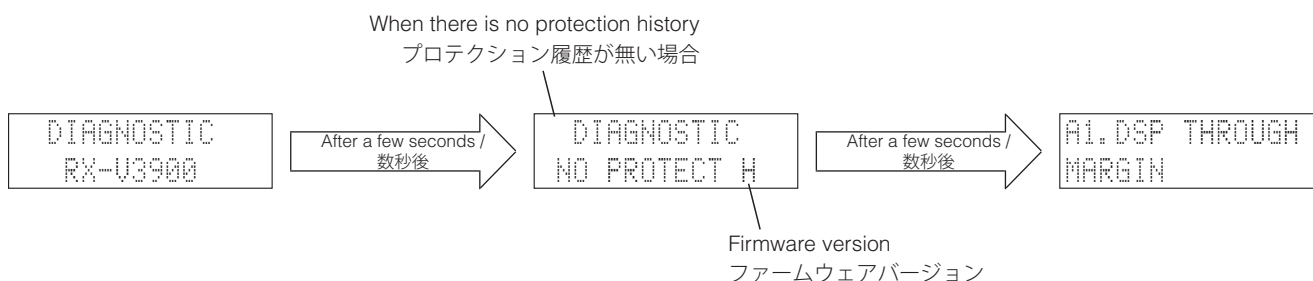 When there is no protection history
プロテクション履歴が無い場合
DIAGNOSTIC
RX-V3900
After a few seconds /
数秒後
DIAGNOSTIC
NO PROTECT H
After a few seconds /
数秒後
A1.DSP THROUGH
MARGIN
Firmware version
ファームウェアバージョン